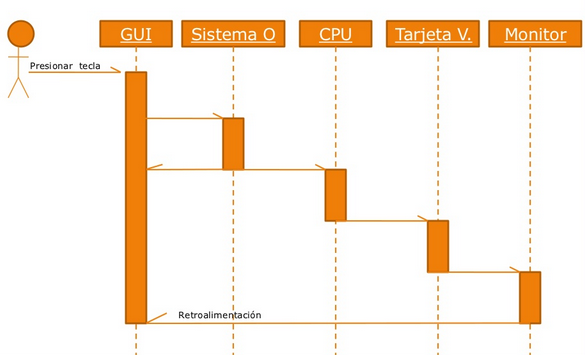 GUI
Sistema O
CPU
Tarjeta V.
Monitor
Presionar tecla
Retroalimentación